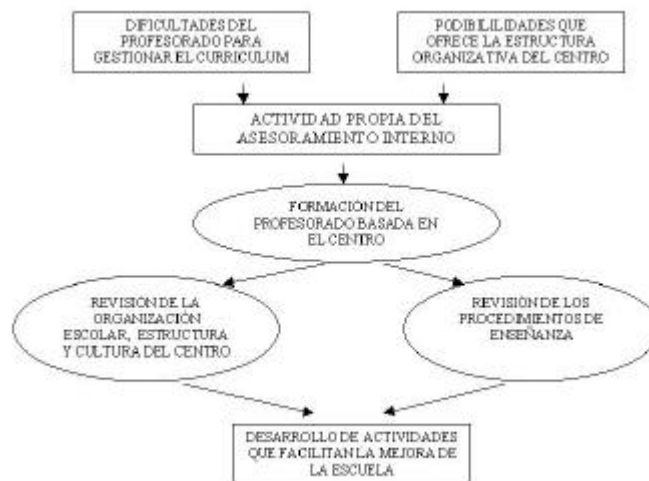 DIFICULTADES DEL
PROFESORADO PARA
GESTIONAR EL CURRICULUM
PODIBILILIDADES QUE
OFRECE LA ESTRUCTURA
ORGANIZATIVA DEL CENTRO
ACTIVIDAD PROPIA DEL
ASESORAMIENTO INTERNO
FORMACIÓN DEL
PROFESORADO BASADA EN
EL CENTRO
REVISIÓN DE LA
ORGANIZACIÓN
ESCOLAR, ESTRUCTURA
Y CULTURA DEL CENTRO
REVISIÓN DE LOS
PROCEDIMIENTOS DE
ENSEÑANZA
DESARROLLO DE ACTIVIDADES
QUE FACILITAN LA MEJORA DE
LA ESCUELA